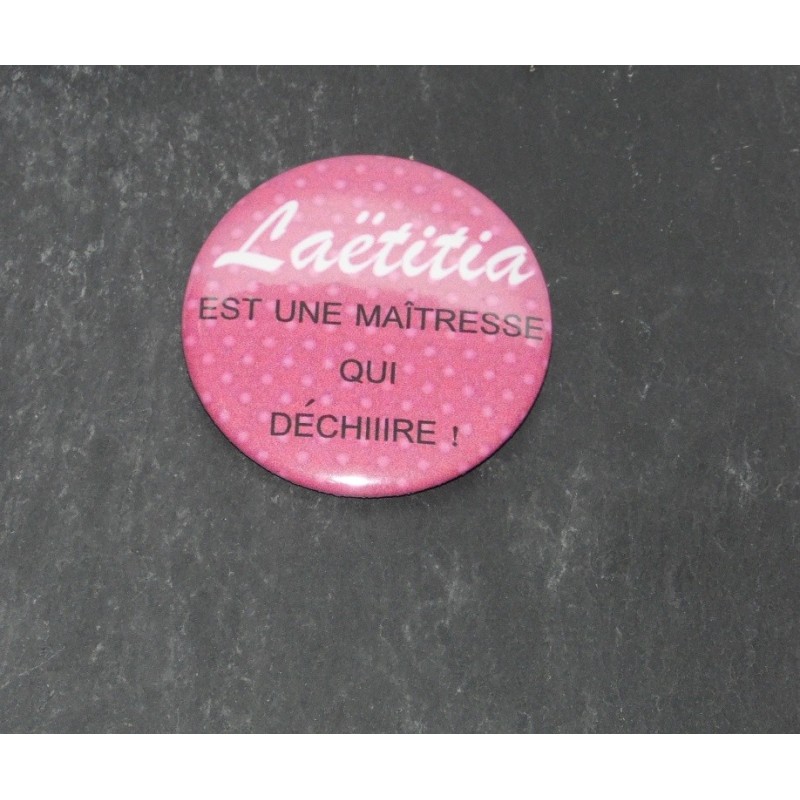 Laëtitia
EST UNE MAÎTRESSE
QUI
DÉCHIIIRE !